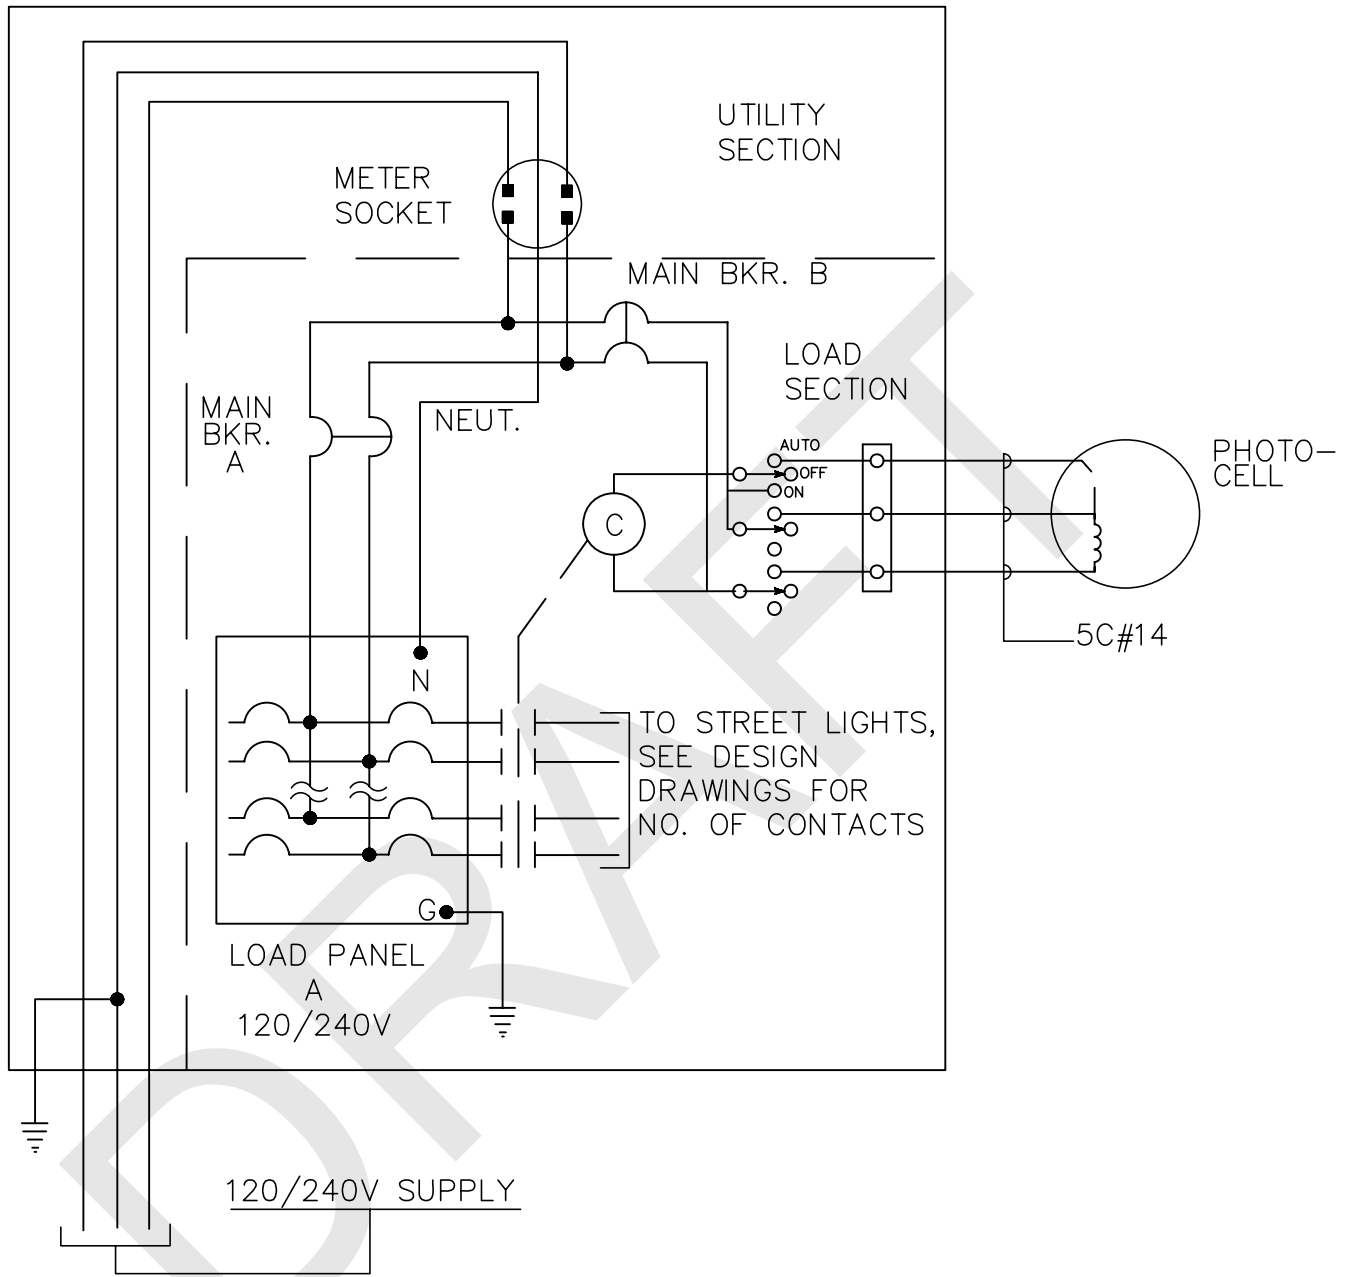 UTILITY
SECTION
METER
SOCKET
MAIN BKR. B
LOAD
SECTION
MAIN
BKR.
A
NEUT.
AUTO
OFF
ON
PHOTO-
CELL
C
5C#14
N
TO STREET LIGHTS,
SEE DESIGN
DRAWINGS FOR
NO. OF CONTACTS
G
LOAD PANEL
A
120/240V
120/240V SUPPLY
DRAFT